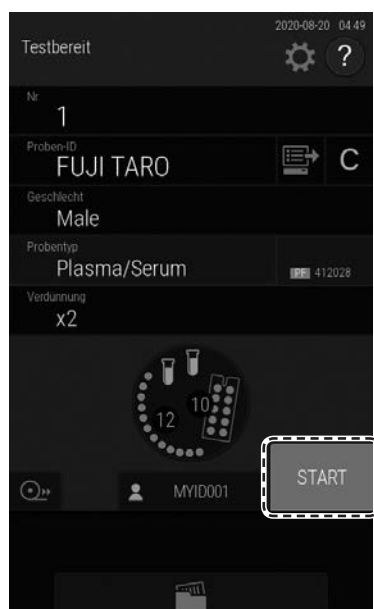 2020-08-20 04:49
Testbereit
?
Nr
1
Proben-ID
FUJI TARO
C
Geschlecht
Male
Probentyp
Plasma/Serum
PF 412028
Verdünnung
x2
12
10
START
MYID001